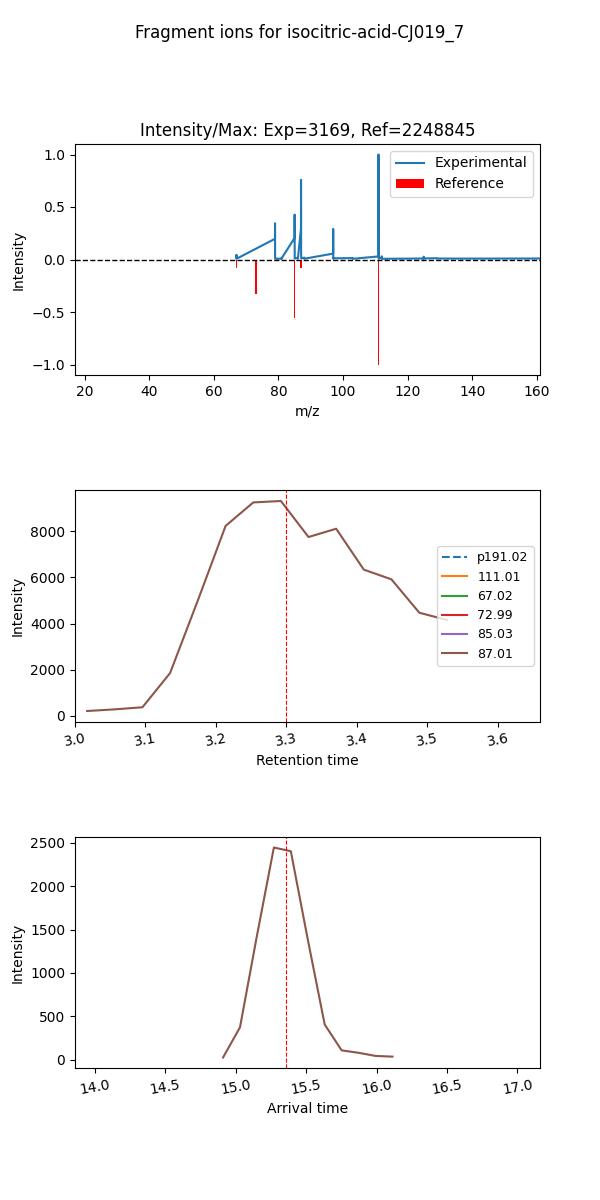 Fragment ions for isocitric-acid-CJ019_7
Intensity/Max: Exp=3169, Ref=2248845
1.0
0.5
0.0
−0.5
−1.0
Intensity
Experimental
Reference
20 40 60 80 100 120 140 160
m/z
8000
6000
4000
2000
0
Intensity
p191.02
111.01
67.02
72.99
85.03
87.01
3.0 3.1 3.2 3.3 3.4 3.5 3.6
Retention time
2500
2000
1500
1000
500
0
Intensity
14.0 14.5 15.0 15.5 16.0 16.5 17.0
Arrival time